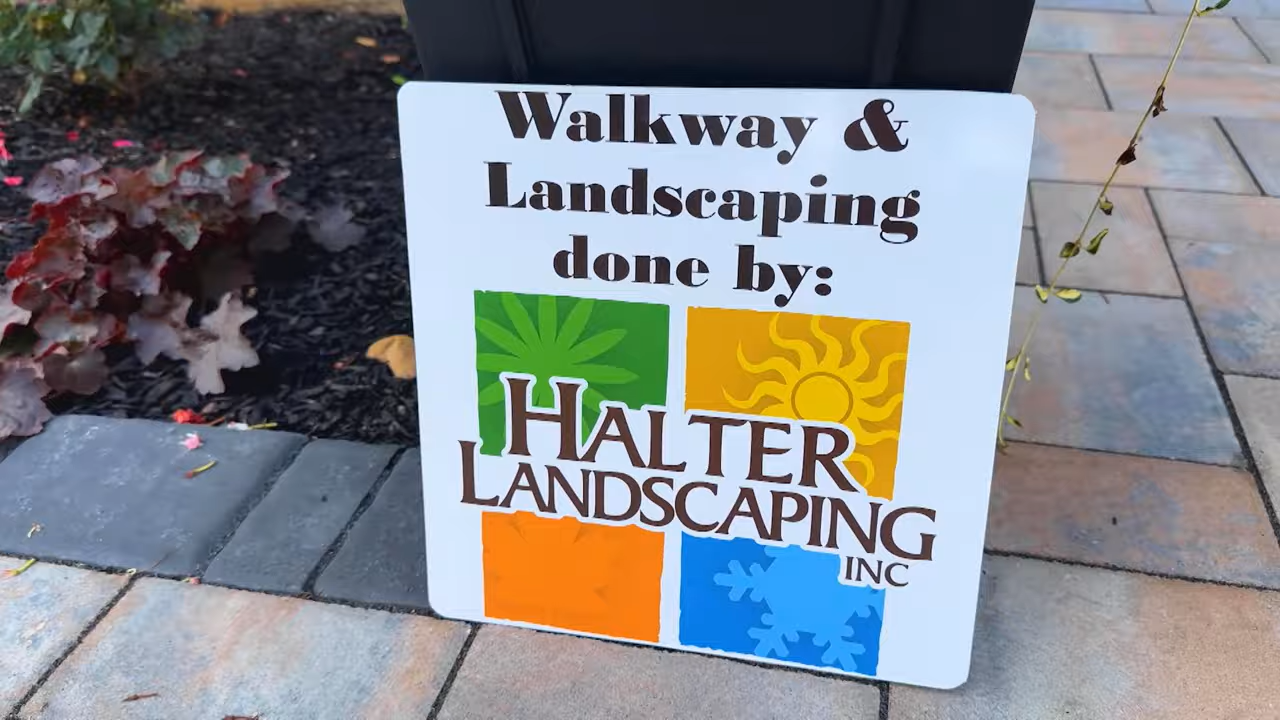 Walkway &
Landscaping
done by:
HALTER
LANDSCAPING
INC